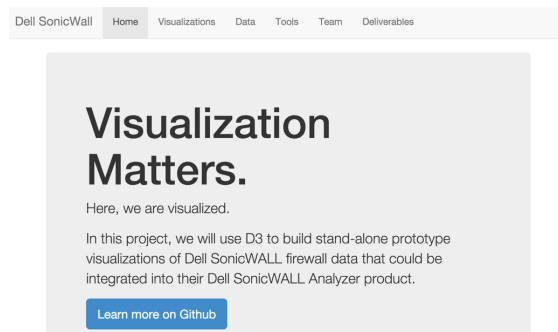 Dell SonicWall Home Visualizations Data Tools Team Deliverables
Visualization
Matters.
Here, we are visualized.
In this project, we will use D3 to build stand-alone prototype
visualizations of Dell SonicWALL firewall data that could be
integrated into their Dell SonicWALL Analyzer product.
Learn more on Github